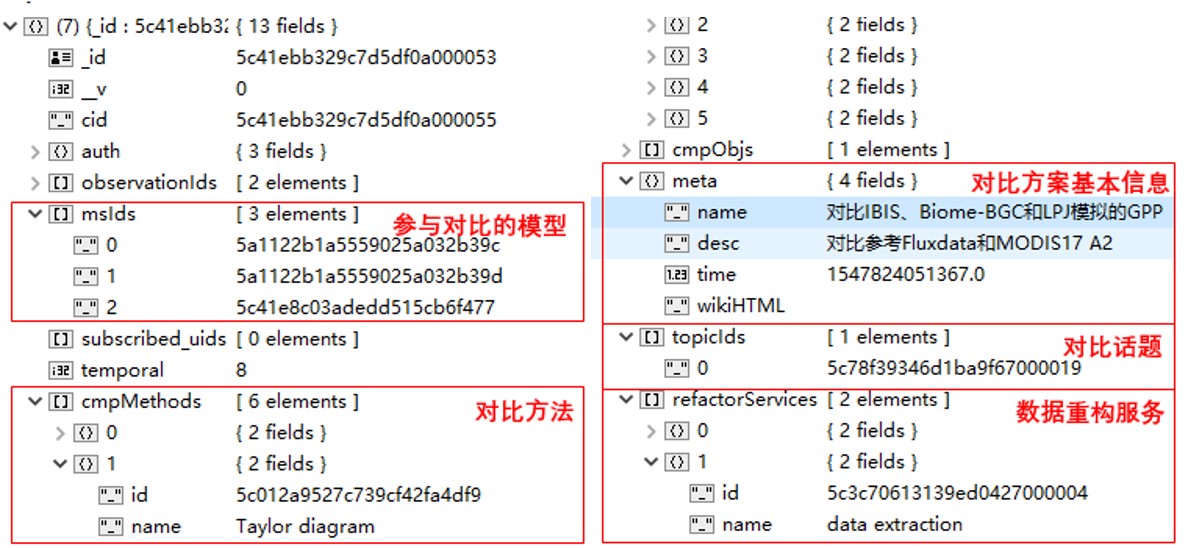 (7) {_id : 5c41ebb32 { 13 fields }
_id 5c41ebb329c7d5df0a000053
__v 0
cid 5c41ebb329c7d5df0a000055
auth { 3 fields }
observationIds [ 2 elements ]
msIds [ 3 elements ]
参与对比的模型
0 5a1122b1a5559025a032b39c
1 5a1122b1a5559025a032b39d
2 5c41e8c03adedd515cb6f477
subscribed_uids [ 0 elements ]
temporal 8
cmpMethods [ 6 elements ]
对比方法
0 { 2 fields }
1 { 2 fields }
id 5c012a9527c739cf42fa4df9
name Taylor diagram
2 { 2 fields }
3 { 2 fields }
4 { 2 fields }
5 { 2 fields }
cmpObjs [ 1 elements ]
meta { 4 fields }
对比方案基本信息
name 对比IBIS、Biome-BGC和LPJ模拟的GPP
desc 对比参考Fluxdata和MODIS17 A2
time 1547824051367.0
wikiHTML
topicIds [ 1 elements ]
对比话题
0 5c78f39346d1ba9f67000019
refactorServices [ 2 elements ]
数据重构服务
0 { 2 fields }
1 { 2 fields }
id 5c3c70613139ed0427000004
name data extraction